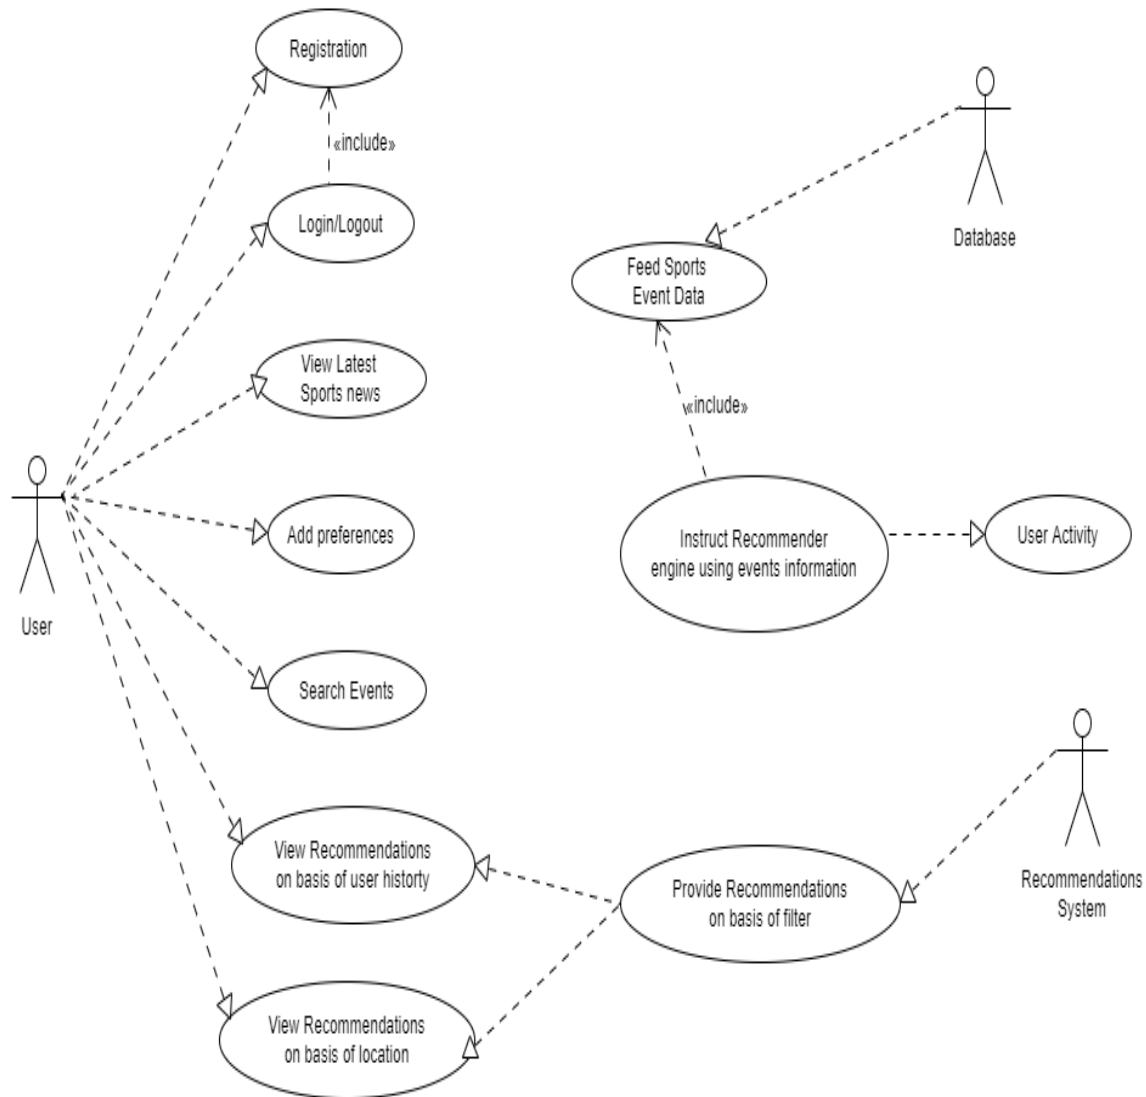 Registration
«include»
Login/Logout
Database
Feed Sports
Event Data
View Latest
Sports news
«include»
User
Add preferences
Instruct Recommender
engine using events information
User Activity
Search Events
View Recommendations
on basis of user historty
Provide Recommendations
on basis of filter
Recommendations
System
View Recommendations
on basis of location